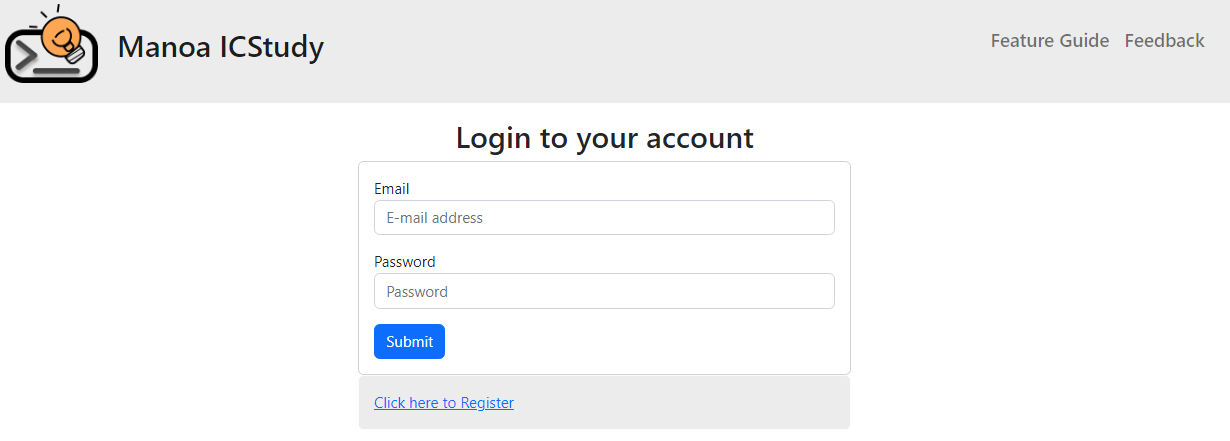 Manoa ICStudy
Feature Guide Feedback
Login to your account
Email
E-mail address
Password
Password
Submit
Click here to Register